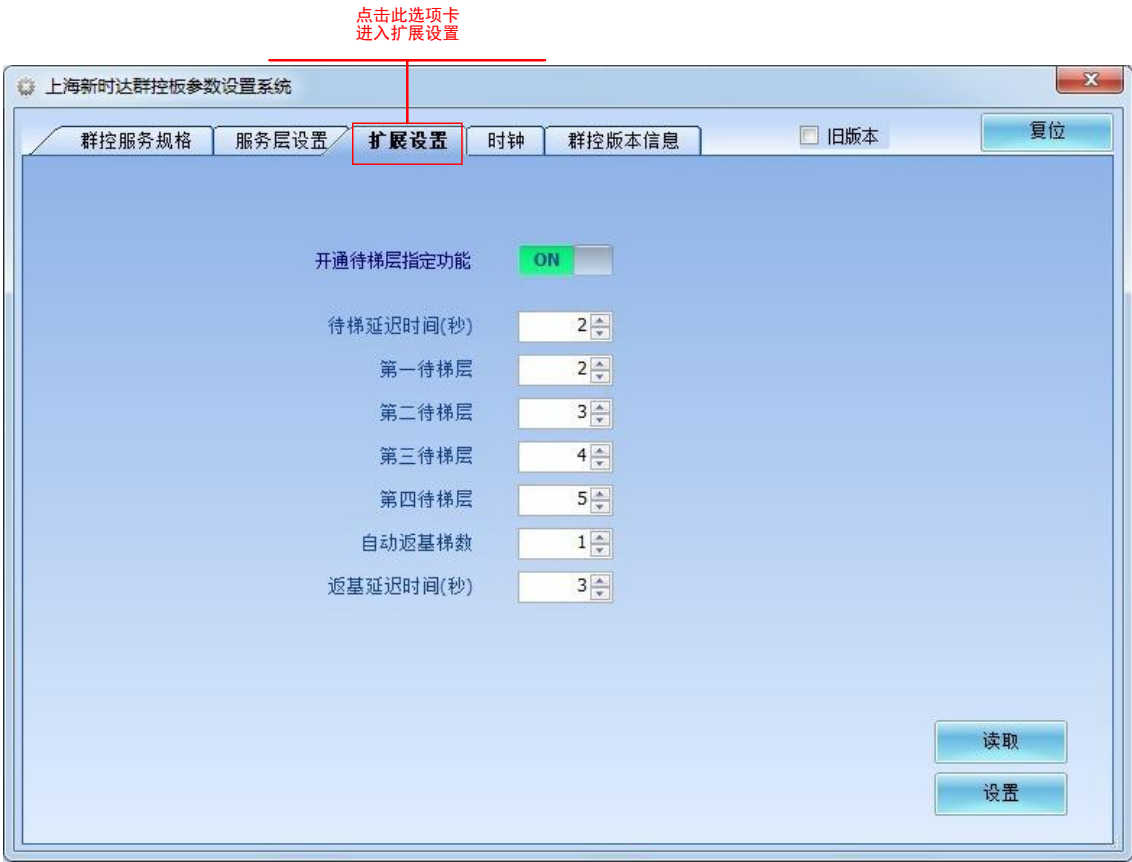 点击此选项卡
进入扩展设置
上海新时达群控板参数设置系统
群控服务规格 服务层设置 扩展设置 时钟 群控版本信息 旧版本 复位
开通待梯层指定功能 ON
待梯延迟时间(秒) 2
第一待梯层 2
第二待梯层 3
第三待梯层 4
第四待梯层 5
自动返基梯数 1
返基延迟时间(秒) 3
读取
设置